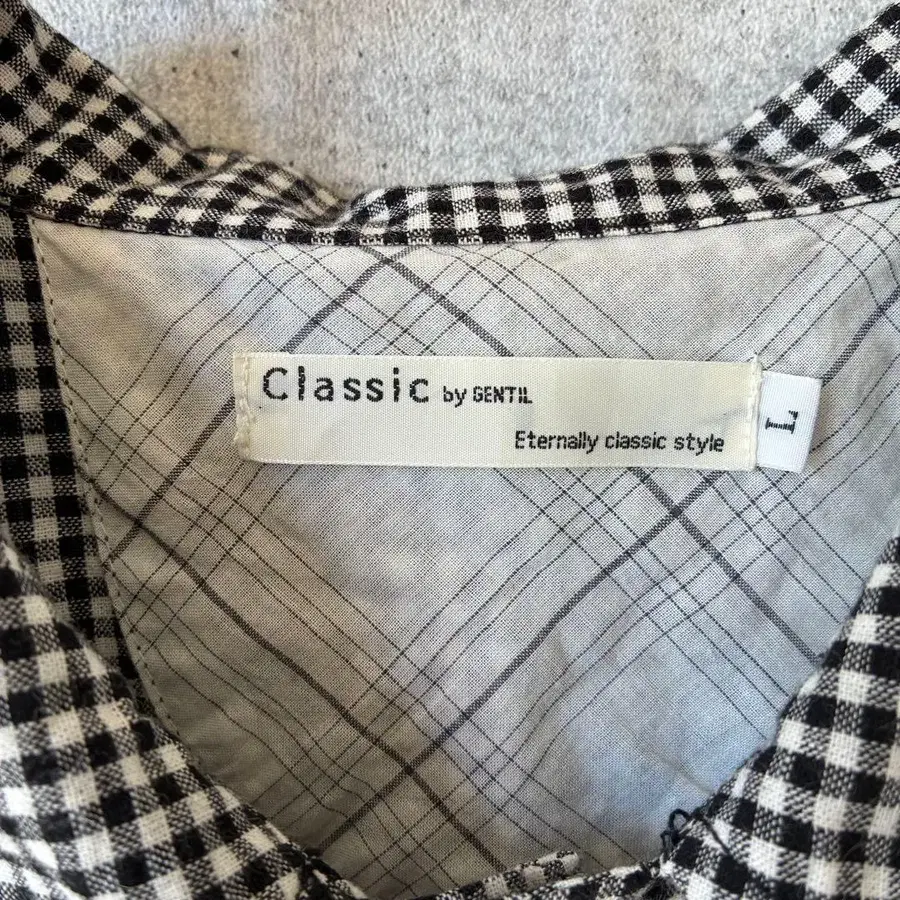 Classic by GENTIL
Eternally classic style
L